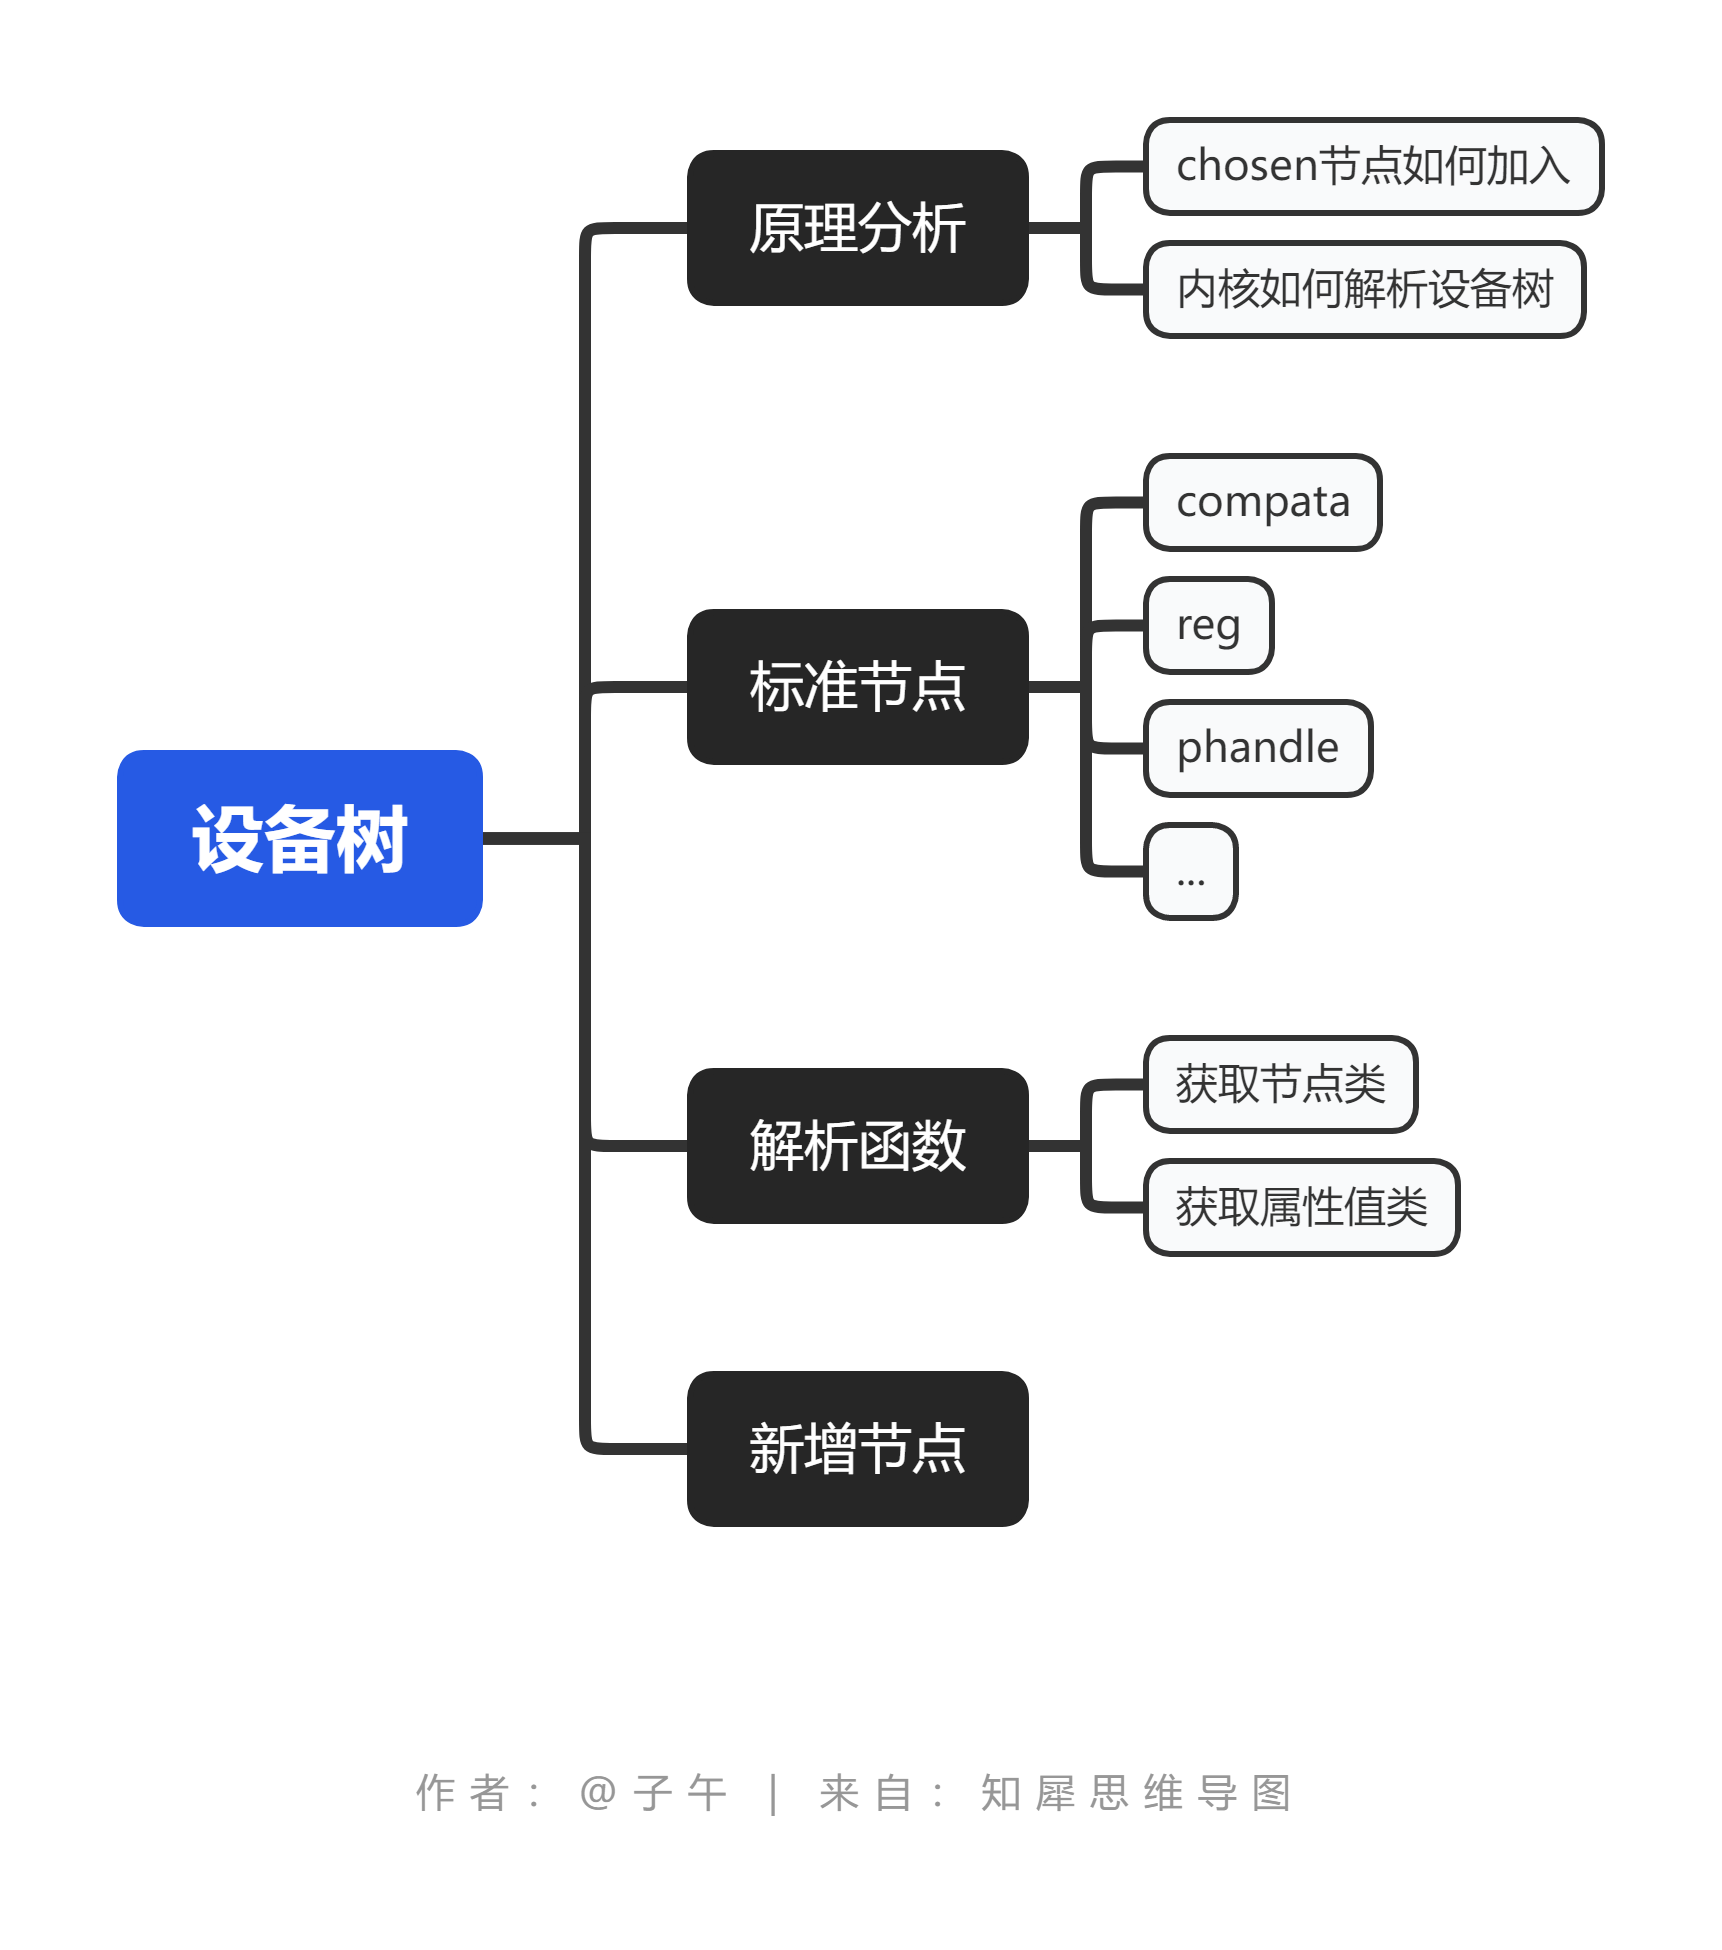 设备树
原理分析
chosen节点如何加入
内核如何解析设备树
标准节点
compata
reg
phandle
...
解析函数
获取节点类
获取属性值类
新增节点
作者：@子午 | 来自：知犀思维导图